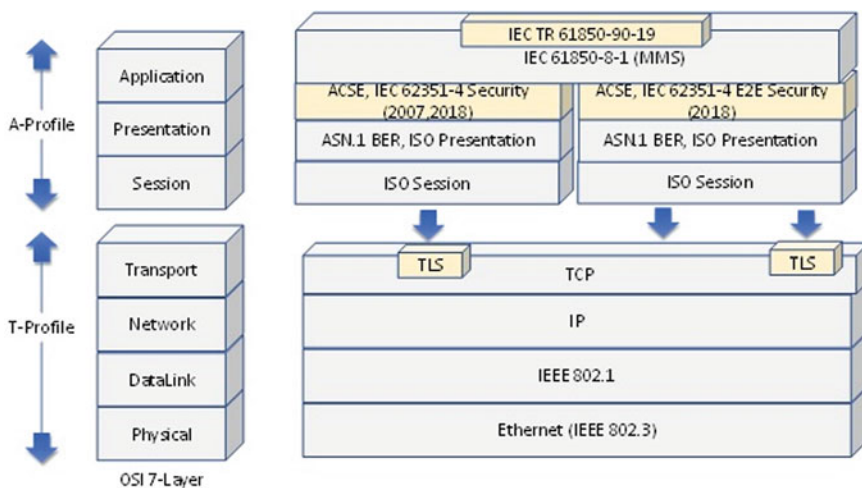 A-Profile
T-Profile
Application
Presentation
Session
Transport
Network
DataLink
Physical
OSI 7-Layer
IEC TR 61850-90-19
IEC 61850-8-1 (MMS)
ACSE, IEC 62351-4 Security
(2007,2018)
ASN.1 BER, ISO Presentation
ISO Session
ACSE, IEC 62351-4 E2E Security
(2018)
ASN.1 BER, ISO Presentation
ISO Session
TLS
TCP
TLS
IP
IEEE 802.1
Ethernet (IEEE 802.3)